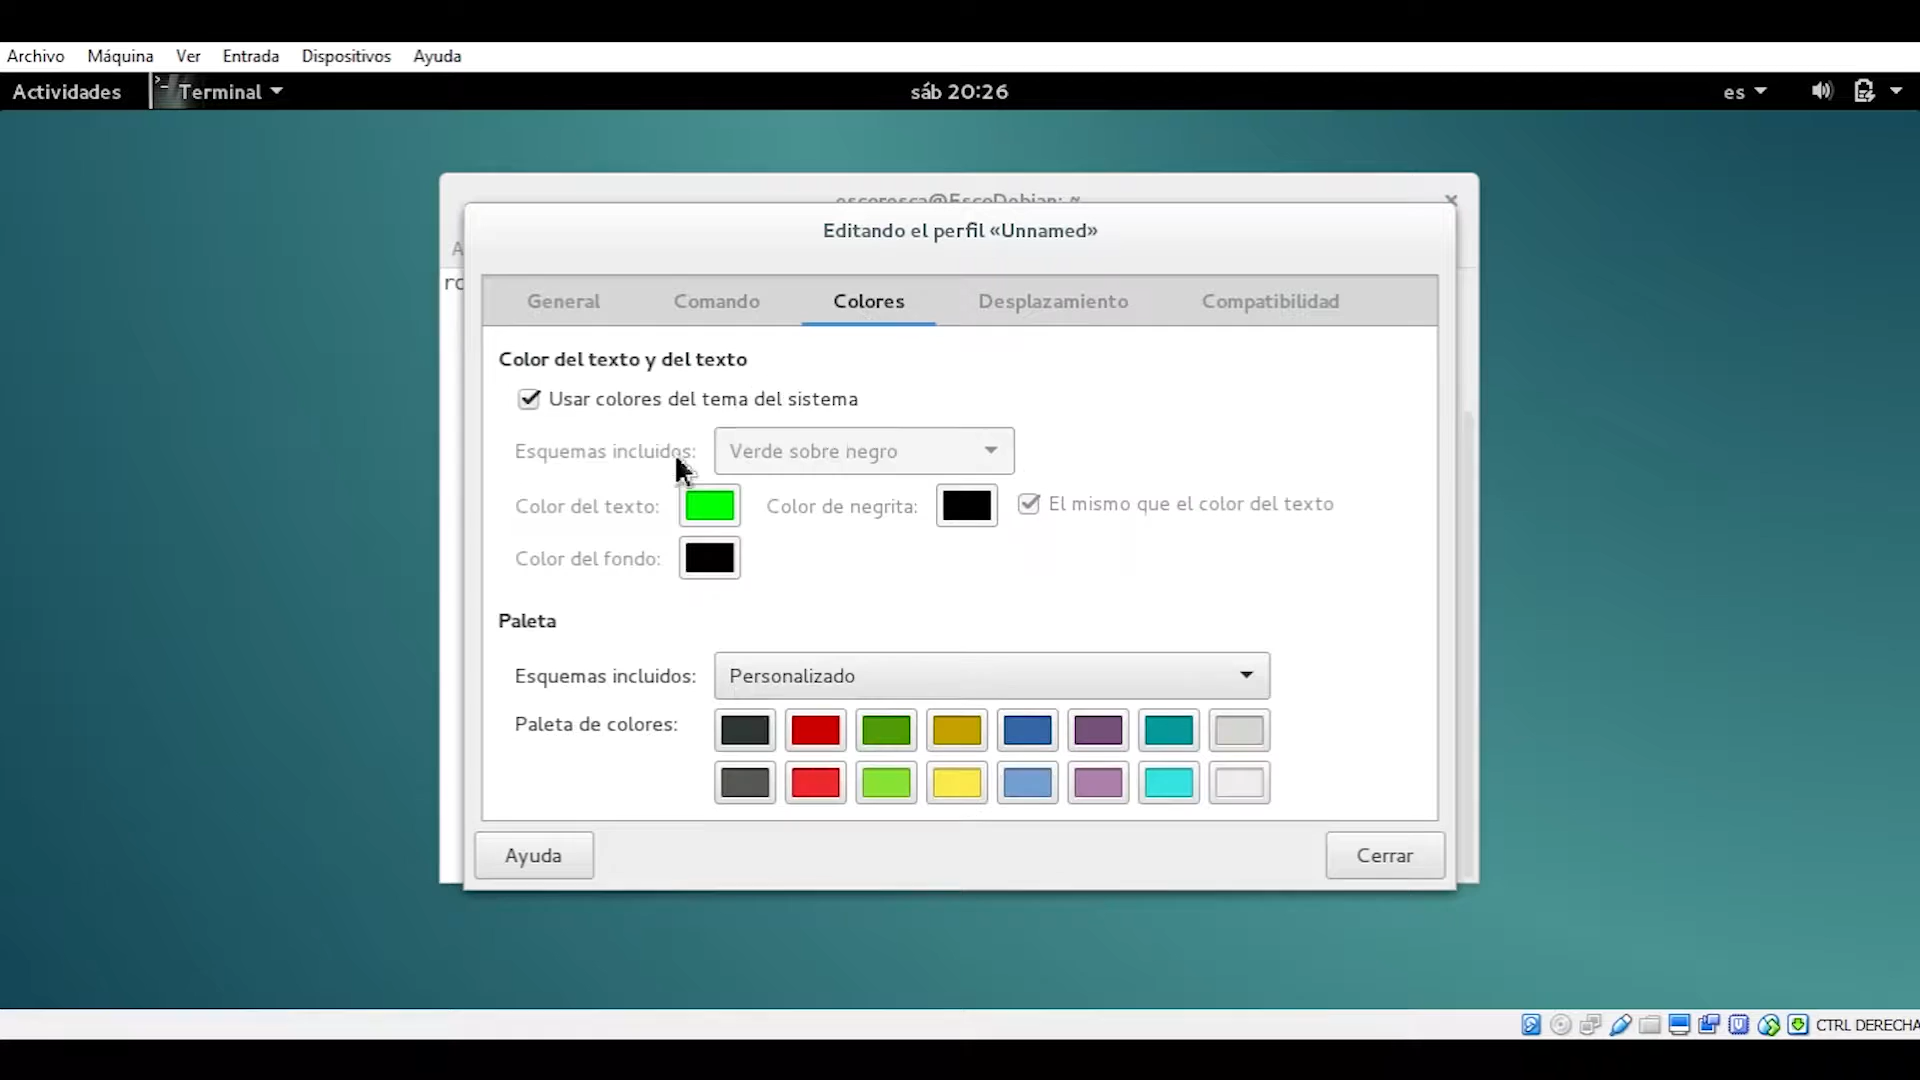 Archivo Máquina Ver Entrada Dispositivos Ayuda
Actividades Terminal sáb 20:26 es
Editando el perfil «Unnamed»
General Comando Colores Desplazamiento Compatibilidad
Color del texto y del texto
Usar colores del tema del sistema
Esquemas incluidos: Verde sobre negro
Color del texto: Color de negrita: El mismo que el color del texto
Color del fondo:
Paleta
Esquemas incluidos: Personalizado
Paleta de colores:
Ayuda Cerrar
CTRL DERECHA